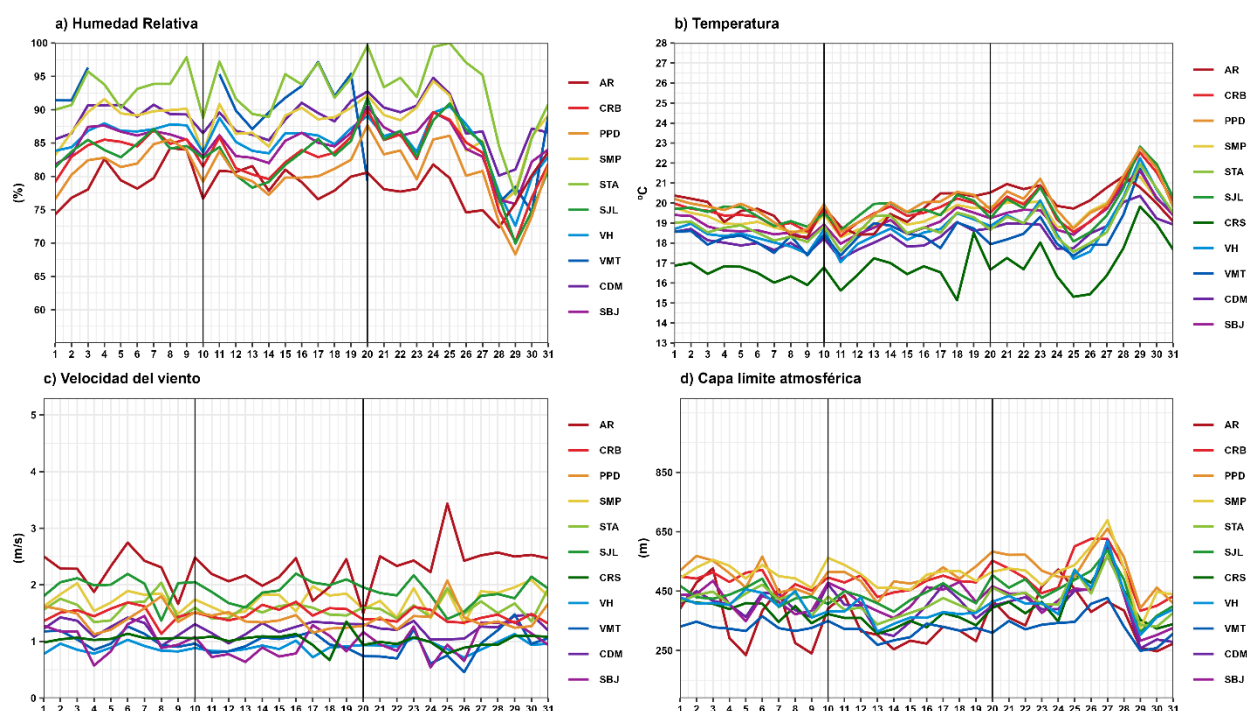 a) Humedad Relativa
100
95
90
85
80
75
70
65
60
(%)
1 2 3 4 5 6 7 8 9 10 11 12 13 14 15 16 17 18 19 20 21 22 23 24 25 26 27 28 29 30 31
AR
CRB
PPD
SMP
STA
SJL
VH
VMT
CDM
SBJ
b) Temperatura
28
27
26
25
24
23
22
21
20
19
18
17
16
15
14
13
ºC
1 2 3 4 5 6 7 8 9 10 11 12 13 14 15 16 17 18 19 20 21 22 23 24 25 26 27 28 29 30 31
AR
CRB
PPD
SMP
STA
SJL
CRS
VH
VMT
CDM
SBJ
c) Velocidad del viento
5
4
3
2
1
0
(m/s)
1 2 3 4 5 6 7 8 9 10 11 12 13 14 15 16 17 18 19 20 21 22 23 24 25 26 27 28 29 30 31
AR
CRB
PPD
SMP
STA
SJL
CRS
VH
VMT
CDM
SBJ
d) Capa límite atmosférica
850
650
450
250
(m)
1 2 3 4 5 6 7 8 9 10 11 12 13 14 15 16 17 18 19 20 21 22 23 24 25 26 27 28 29 30 31
AR
CRB
PPD
SMP
STA
SJL
CRS
VH
VMT
CDM
SBJ